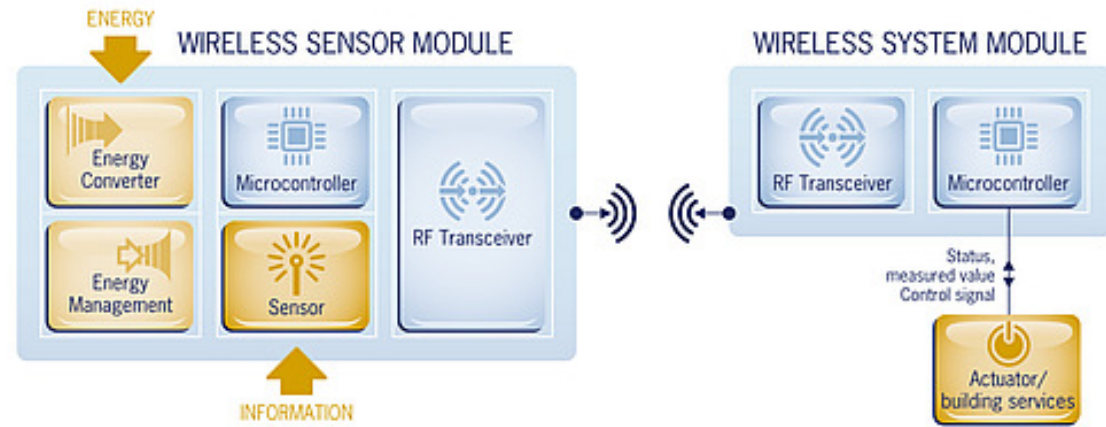 ENERGY
WIRELESS SENSOR MODULE
WIRELESS SYSTEM MODULE
Energy
Converter
Microcontroller
RF Transceiver
Energy
Management
Sensor
INFORMATION
RF Transceiver
Microcontroller
Status,
measured value
Control signal
Actuator/
building services